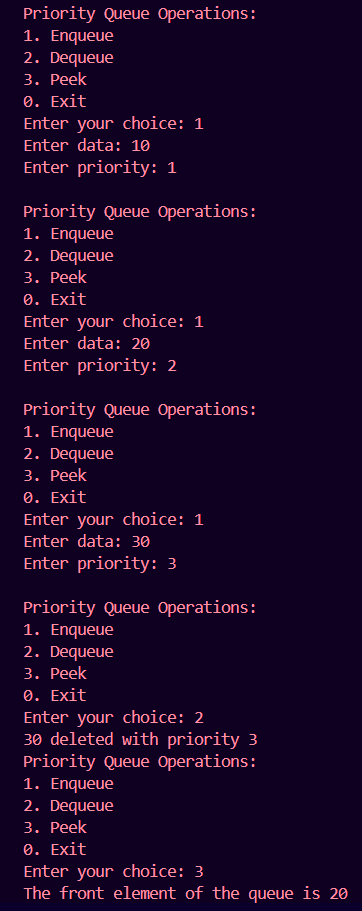 Priority Queue Operations:
1. Enqueue
2. Dequeue
3. Peek
0. Exit
Enter your choice: 1
Enter data: 10
Enter priority: 1
Priority Queue Operations:
1. Enqueue
2. Dequeue
3. Peek
0. Exit
Enter your choice: 1
Enter data: 20
Enter priority: 2
Priority Queue Operations:
1. Enqueue
2. Dequeue
3. Peek
0. Exit
Enter your choice: 1
Enter data: 30
Enter priority: 3
Priority Queue Operations:
1. Enqueue
2. Dequeue
3. Peek
0. Exit
Enter your choice: 2
30 deleted with priority 3
Priority Queue Operations:
1. Enqueue
2. Dequeue
3. Peek
0. Exit
Enter your choice: 3
The front element of the queue is 20